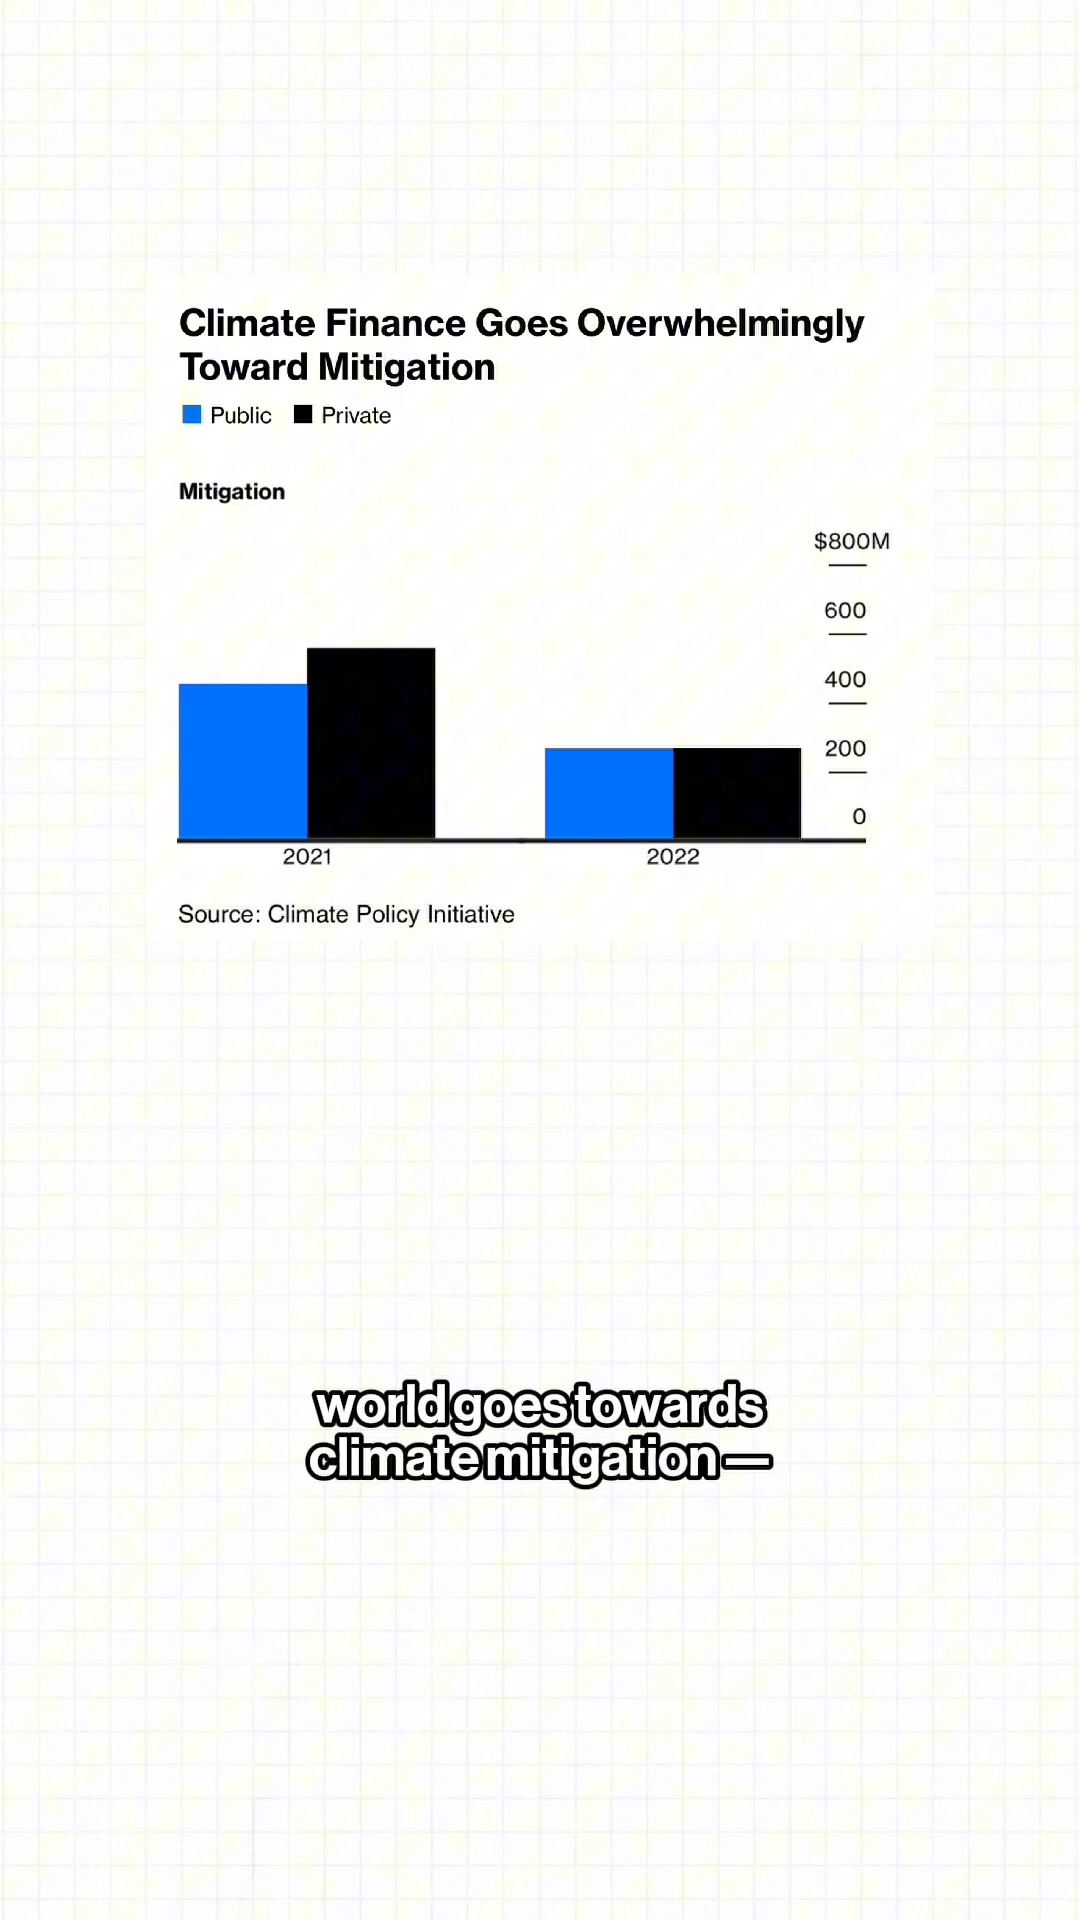 Climate Finance Goes Overwhelmingly
Toward Mitigation
Public Private
Mitigation
$800M
600
400
200
0
2021 2022
Source: Climate Policy Initiative
world goes towards
climate mitigation —